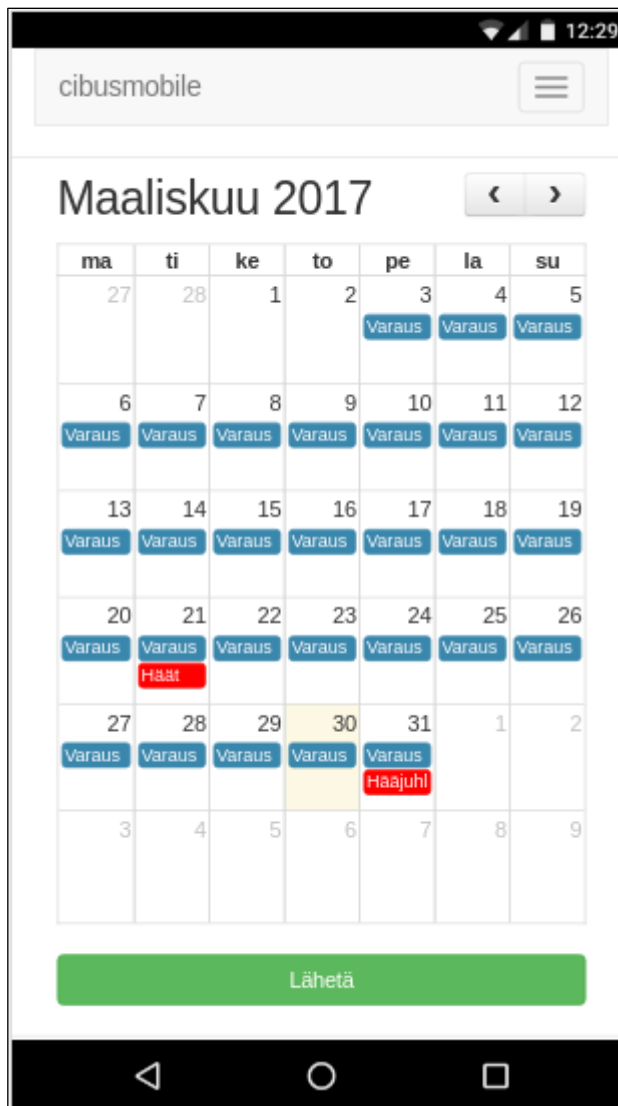 12:29
cibusmobile
Maaliskuu 2017
ma ti ke to pe la su
27 28 1 2 3 4 5
Varaus Varaus Varaus
6 7 8 9 10 11 12
Varaus Varaus Varaus Varaus Varaus Varaus Varaus
13 14 15 16 17 18 19
Varaus Varaus Varaus Varaus Varaus Varaus Varaus
20 21 22 23 24 25 26
Varaus Varaus Varaus Varaus Varaus Varaus Varaus
Häät
27 28 29 30 31 1 2
Varaus Varaus Varaus Varaus Varaus
Hääjuhl
3 4 5 6 7 8 9
Lähetä